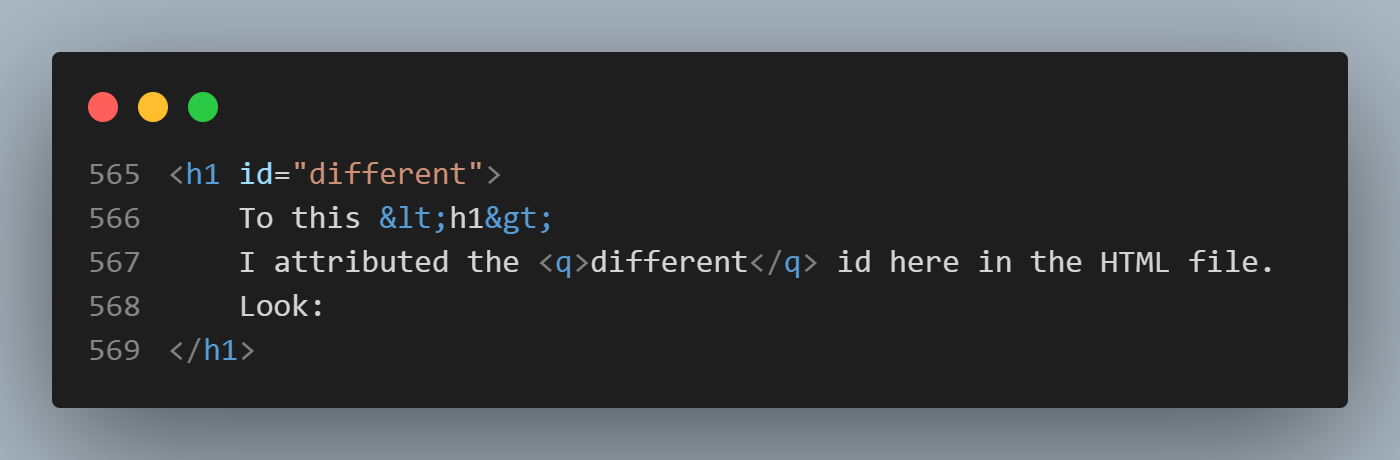 565 <h1 id="different">
566     To this &lt;h1&gt;
567     I attributed the <q>different</q> id here in the HTML file.
568     Look:
569 </h1>